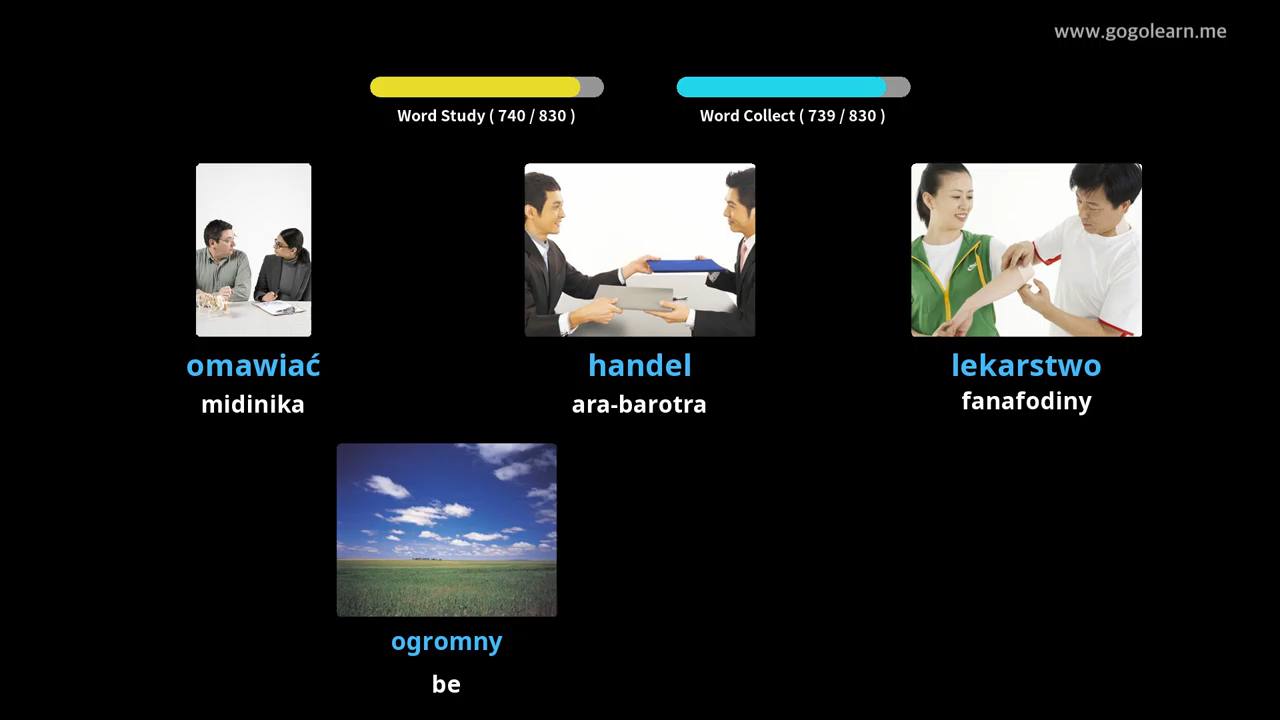 www.gogolearn.me
Word Study ( 740 / 830 )
Word Collect ( 739 / 830 )
omawiać
midinika
handel
ara-barotra
lekarstwo
fanafodiny
ogromny
be